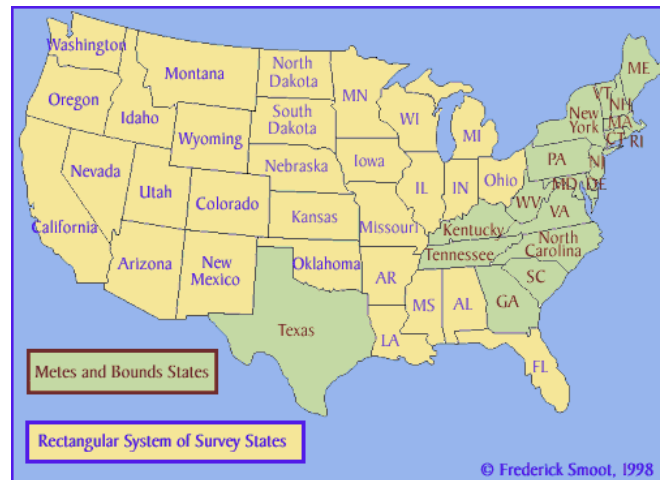 Washington
Montana
North
Dakota
MN
ME
Oregon
Idaho
South
Dakota
WI
MI
VT
NH
New
York
MA
CT
RI
Wyoming
Nebraska
Iowa
PA
NJ
Nevada
Utah
Colorado
IL
IN
Ohio
MD
DE
WV
VA
California
Kansas
Missouri
Kentucky
Arizona
New
Mexico
Oklahoma
AR
Tennessee
North
Carolina
SC
Texas
MS
AL
GA
LA
FL
Metes and Bounds States
Rectangular System of Survey States
© Frederick Smoot, 1998